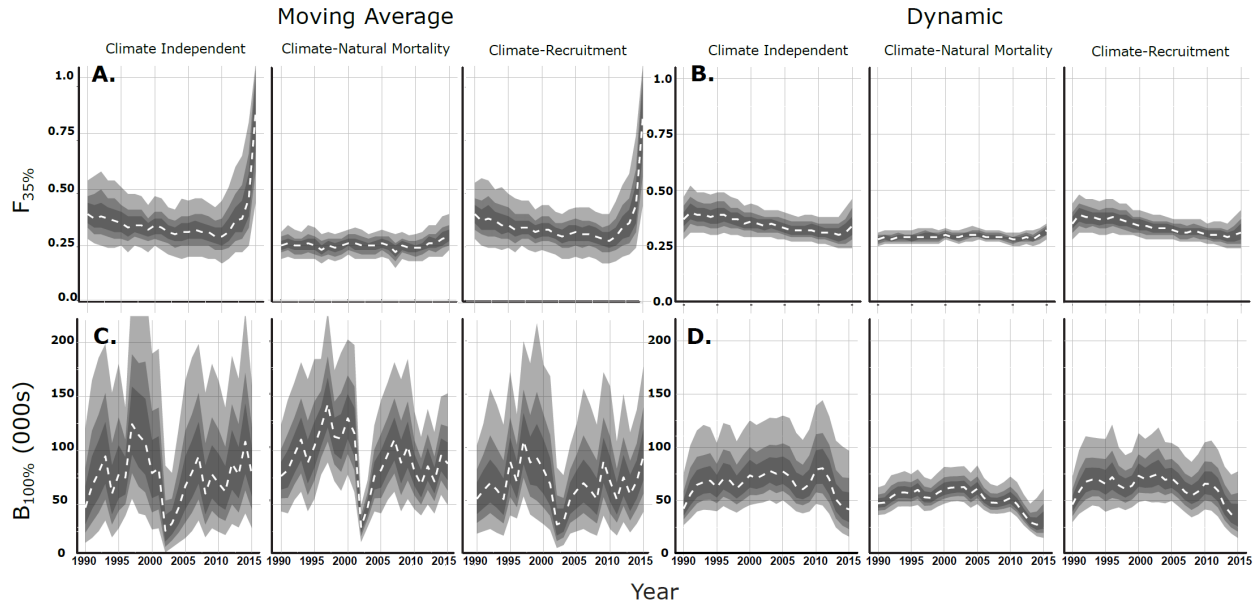 Moving Average Dynamic
Climate Independent Climate-Natural Mortality Climate-Recruitment Climate Independent Climate-Natural Mortality Climate-Recruitment
A. B.
1.0 1.0
0.75 0.75
0.50 0.50
F35%
0.25 0.25
0.0 0.0
C. D.
200 200
150 150
100 100
B100% (000s)
50 50
0 0
1990 1995 2000 2005 2010 2015 1990 1995 2000 2005 2010 2015 1990 1995 2000 2005 2010 2015 1990 1995 2000 2005 2010 2015 1990 1995 2000 2005 2010 2015 1990 1995 2000 2005 2010 2015
Year